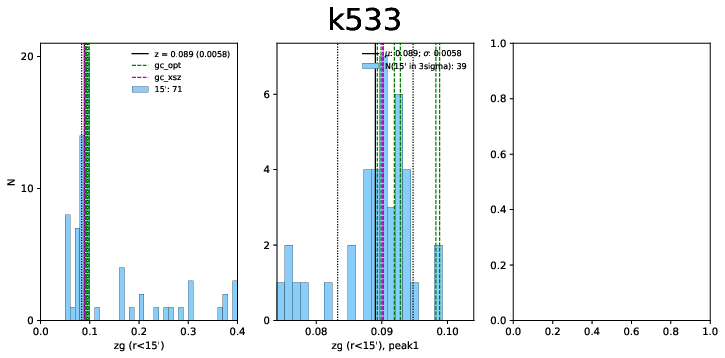 k533
z = 0.089 (0.0058)
gc_opt
gc_xsz
15': 71
N
0
10
20
0.0 0.1 0.2 0.3 0.4
zg (r<15')
μ: 0.089; σ: 0.0058
N(15' in 3sigma): 39
6
4
2
0
0.08 0.09 0.10
zg (r<15'), peak1
1.0
0.8
0.6
0.4
0.2
0.0
0.0 0.2 0.4 0.6 0.8 1.0